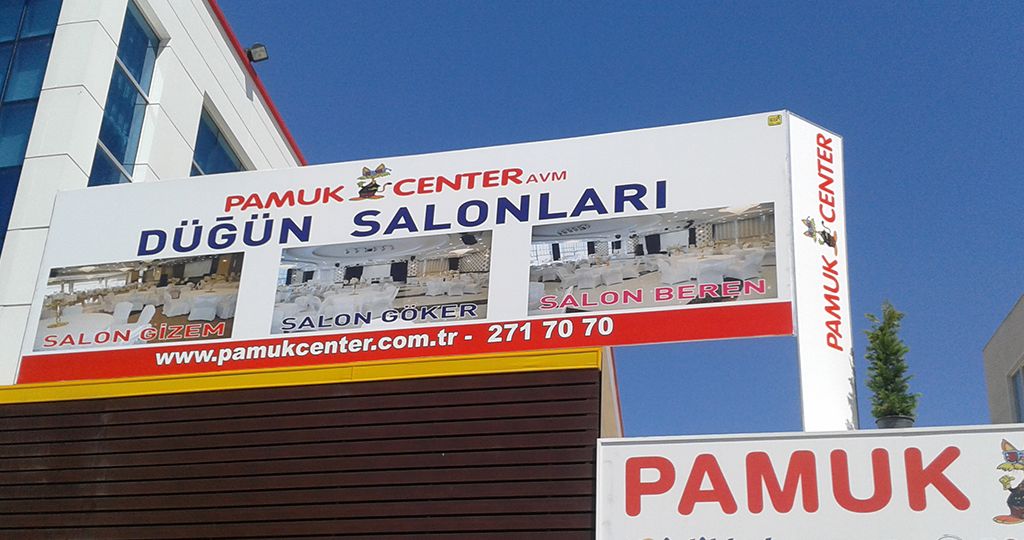 PAMUK CENTER AVM
DÜĞÜN SALONLARI
SALON GİZEM
SALON GÖKER
SALON BEREN
www.pamukcenter.com.tr - 271 70 70
PAMUK CENTER
PAMUK